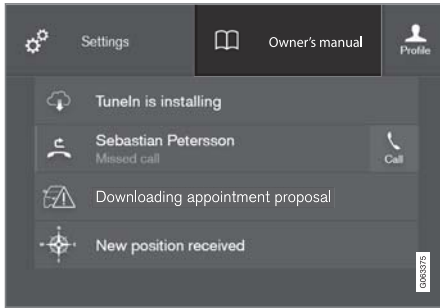 Settings
Owner's manual
Profile
TuneIn is installing
Sebastian Petersson
Missed call
Call
Downloading appointment proposal
New position received
G063375